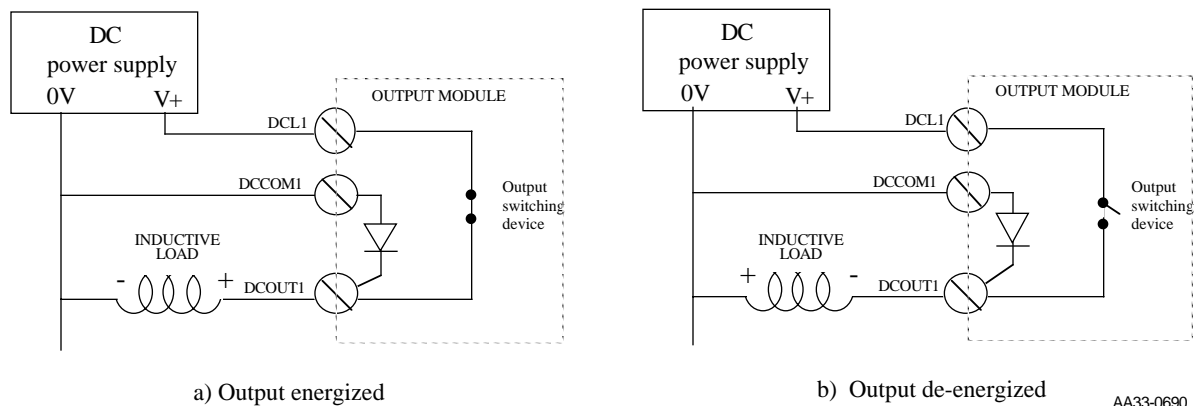 DC
power supply
0V V+
OUTPUT MODULE
DCL1
DCCOM1
Output
switching
device
INDUCTIVE
LOAD
- +
DCOUT1
a) Output energized
DC
power supply
0V V+
OUTPUT MODULE
DCL1
DCCOM1
Output
switching
device
INDUCTIVE
LOAD
+ -
DCOUT1
b) Output de-energized
AA33-0690